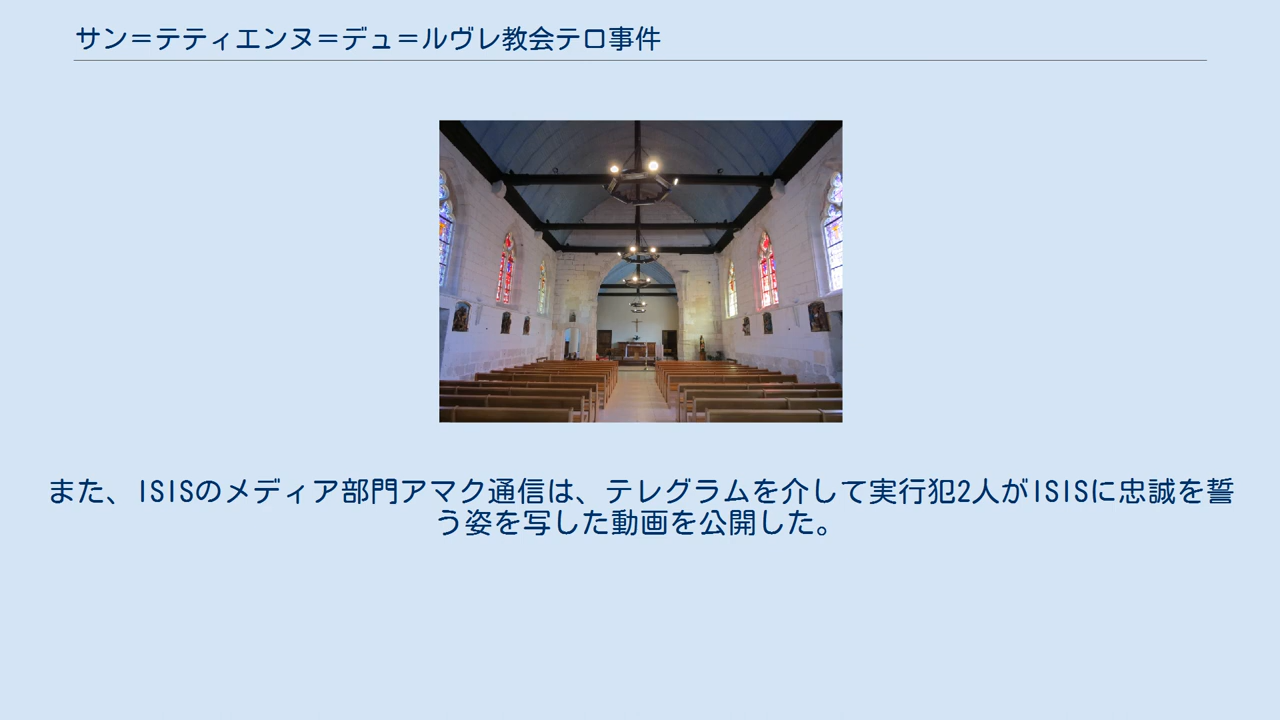 サン＝テティエンヌ＝デュ＝ルヴレ教会テロ事件
また、ISISのメディア部門アマク通信は、テレグラムを介して実行犯2人がISISに忠誠を誓
う姿を写した動画を公開した。